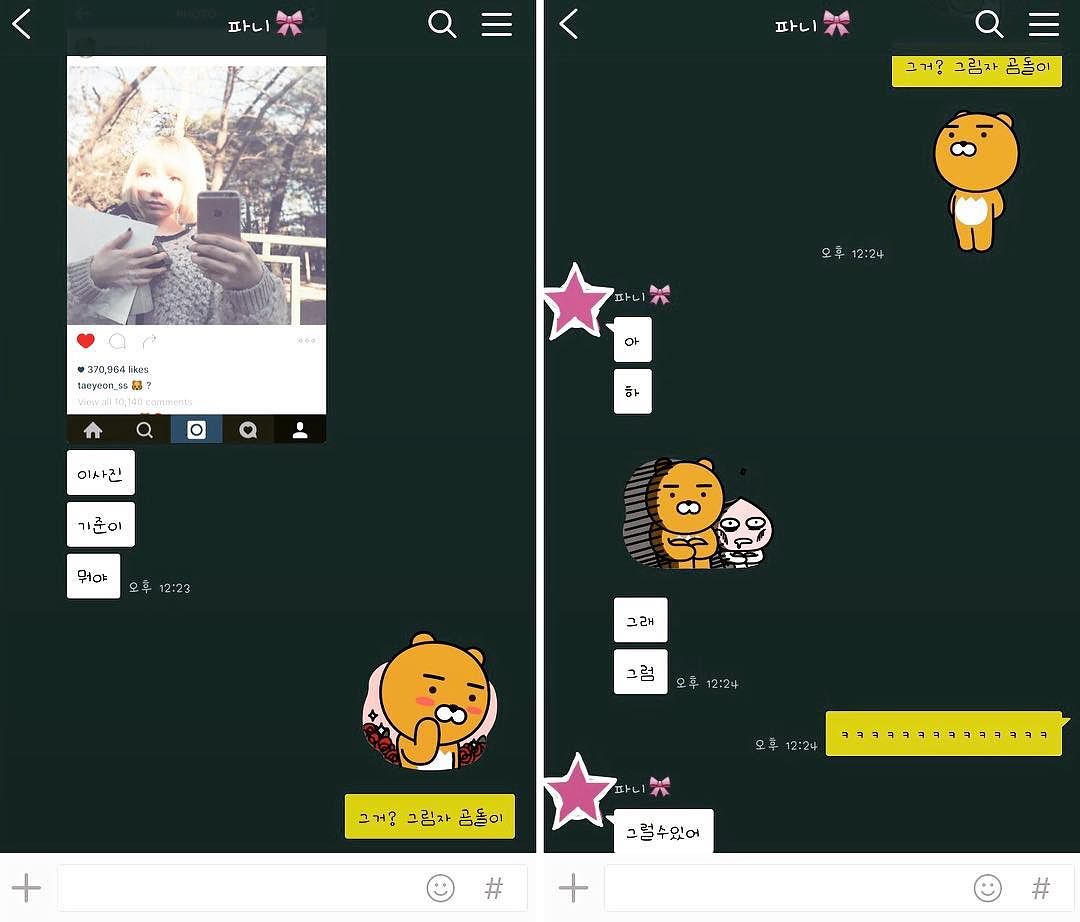 파니🎀
370,964 likes
taeyeon_ss 🐻 ?
View all 10,140 comments
이사진
기준이
뭐야
오후 12:23
그거? 그림자 곰돌이
#
파니🎀
그거? 그림자 곰돌이
오후 12:24
파니🎀
아
하
그래
그럼
오후 12:24
오후 12:24
ㅋㅋㅋㅋㅋㅋㅋㅋㅋㅋㅋㅋㅋㅋ
파니🎀
그럴수있어
#